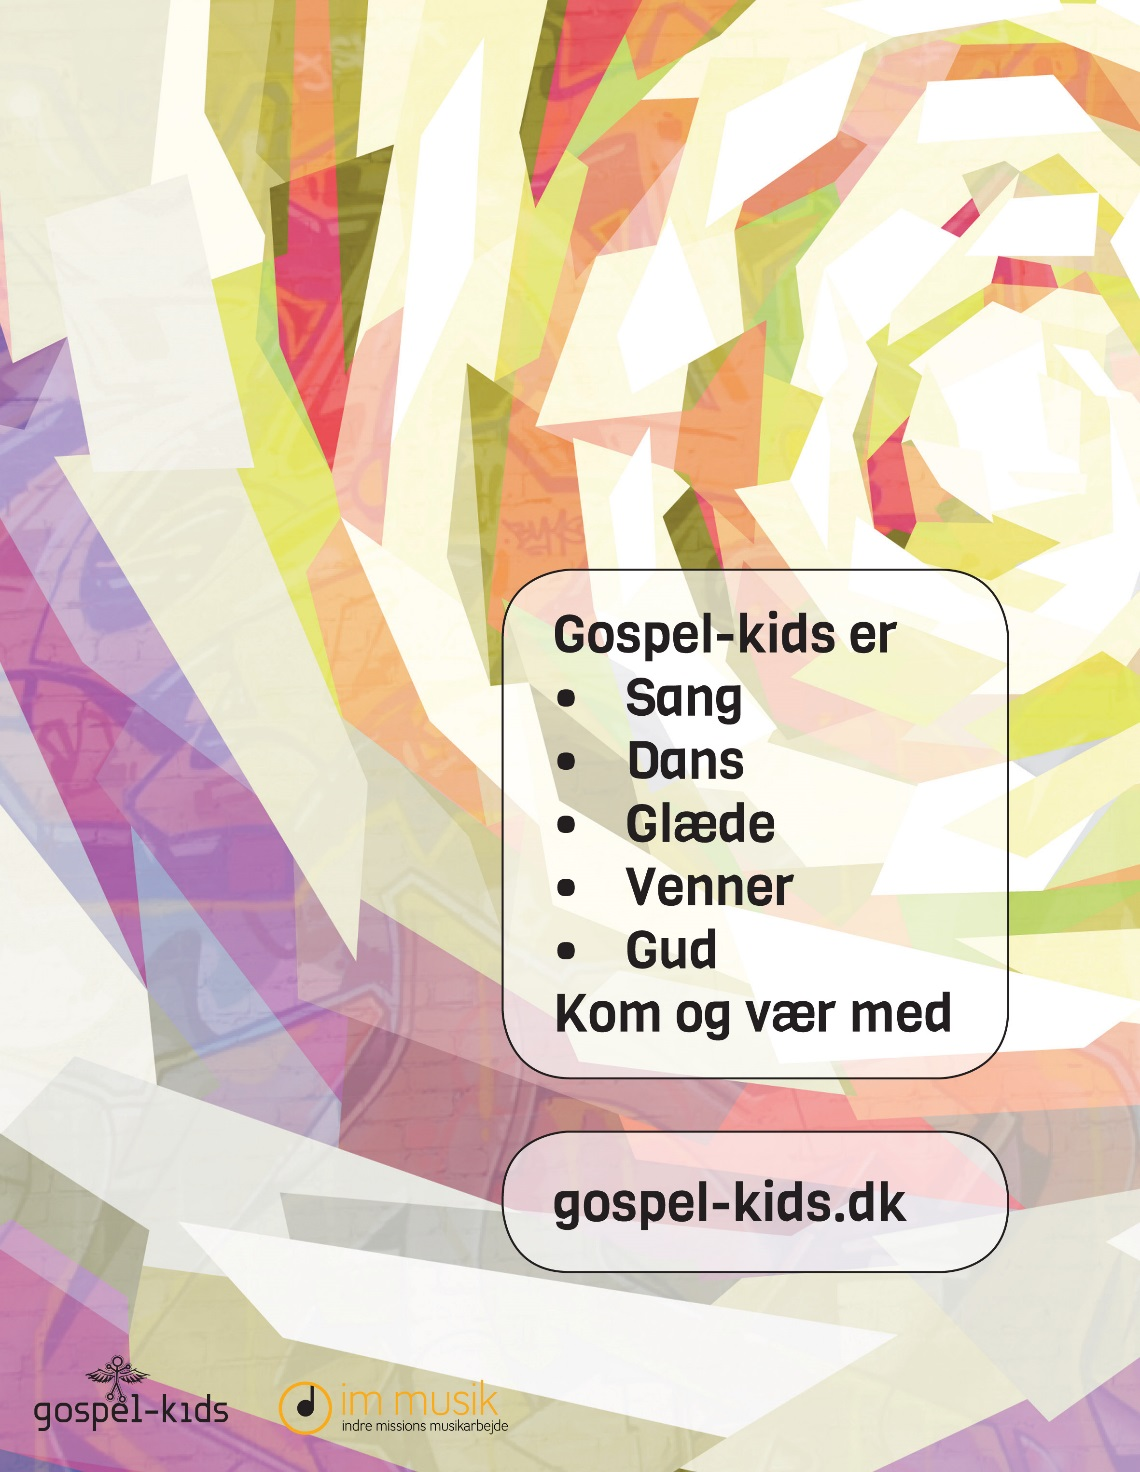 Gospel-kids er
• Sang
• Dans
• Glæde
• Venner
• Gud
Kom og vær med
gospel-kids.dk
gospel-kids
im musik
indre missions musikarbejde